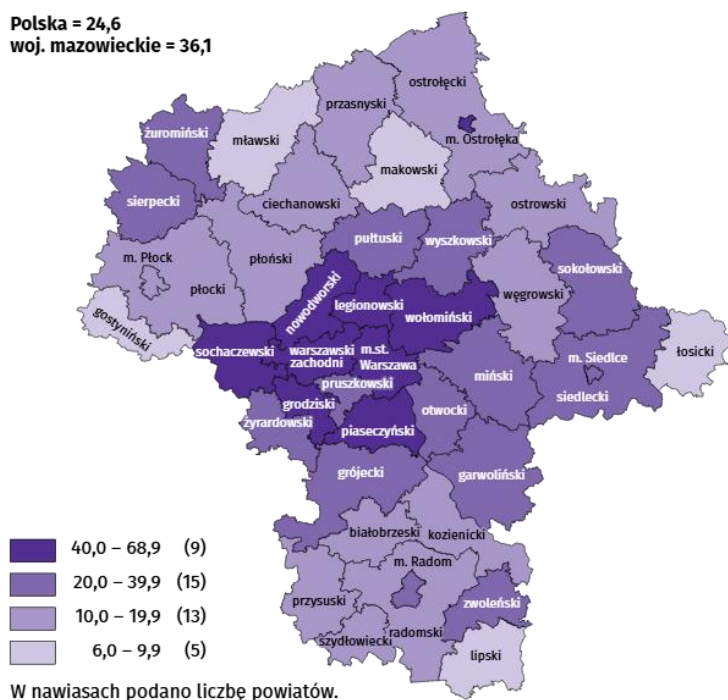 Polska = 24,6
woj. mazowieckie = 36,1
ostrołęcki
przasnyski
żuromiński
mławski
m. Ostrołęka
makowski
sierpecki
ciechanowski
ostrowski
pułtuski
wyszkowski
m. Płock
płoński
sokołowski
nowodworski
węgrowski
płocki
legionowski
wołomiński
gostyniński
sochaczewski
warszawski
zachodni
m.st.
Warszawa
m. Siedlce
łosicki
miński
pruszkowski
siedlecki
grodziski
otwocki
żyrardowski
piaseczyński
grójecki
garwoliński
białobrzeski
kozienicki
m. Radom
przysuski
zwoleński
szydłowiecki
radomski
lipski
40,0 – 68,9 (9)
20,0 – 39,9 (15)
10,0 – 19,9 (13)
6,0 – 9,9 (5)
W nawiasach podano liczbę powiatów.